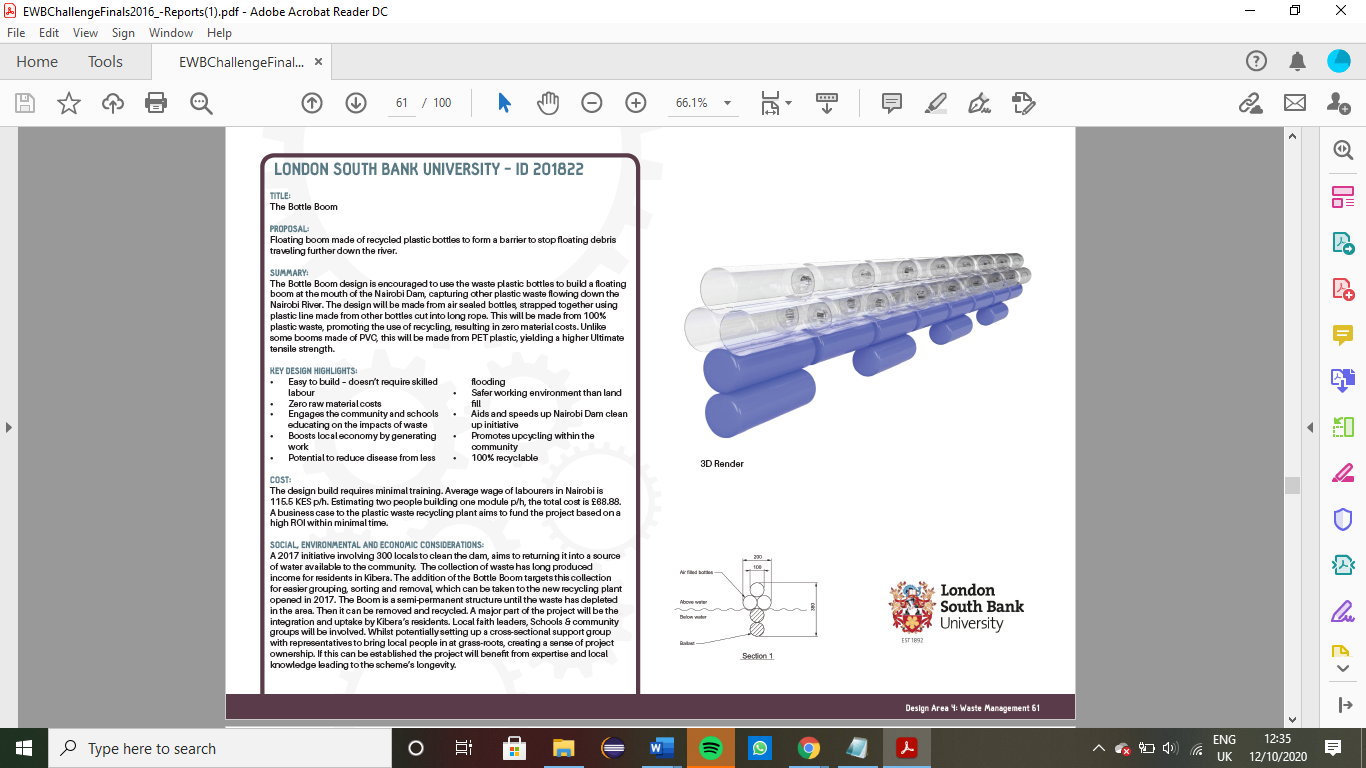 EWBChallengeFinals2016_-Reports(1).pdf - Adobe Acrobat Reader DC
File Edit View Sign Window Help
Home Tools EWBChallengeFinal... ×
61 / 100 66.1%
LONDON SOUTH BANK UNIVERSITY - ID 201822
TITLE:
The Bottle Boom
PROPOSAL:
Floating boom made of recycled plastic bottles to form a barrier to stop floating debris
traveling further down the river.
SUMMARY:
The Bottle Boom design is encouraged to use the waste plastic bottles to build a floating
boom at the mouth of the Nairobi Dam, capturing other plastic waste flowing down the
Nairobi River. The design will be made from air sealed bottles, strapped together using
plastic line made from other bottles cut into long rope. This will be made from 100%
plastic waste, promoting the use of recycling, resulting in zero material costs. Unlike
some booms made of PVC, this will be made from PET plastic, yielding a higher Ultimate
tensile strength.
KEY DESIGN HIGHLIGHTS:
• Easy to build – doesn't require skilled
labour
• Zero raw material costs
• Engages the community and schools
educating on the impacts of waste
• Boosts local economy by generating
work
• Potential to reduce disease from less
flooding
• Safer working environment than land
fill
• Aids and speeds up Nairobi Dam clean
up initiative
• Promotes upcycling within the
community
• 100% recyclable
COST:
The design build requires minimal training. Average wage of labourers in Nairobi is
115.5 KES p/h. Estimating two people building one module p/h, the total cost is £68.88.
A business case to the plastic waste recycling plant aims to fund the project based on a
high ROI within minimal time.
SOCIAL, ENVIRONMENTAL AND ECONOMIC CONSIDERATIONS:
A 2017 initiative involving 300 locals to clean the dam, aims to returning it into a source
of water available to the community. The collection of waste has long produced
income for residents in Kibera. The addition of the Bottle Boom targets this collection
for easier grouping, sorting and removal, which can be taken to the new recycling plant
opened in 2017. The Boom is a semi-permanent structure until the waste has depleted
in the area. Then it can be removed and recycled. A major part of the project will be the
integration and uptake by Kibera's residents. Local faith leaders, Schools & community
groups will be involved. Whilst potentially setting up a cross-sectional support group
with representatives to bring local people in at grass-roots, creating a sense of project
ownership. If this can be established the project will benefit from expertise and local
knowledge leading to the scheme's longevity.
3D Render
200
100
Air filled bottles
Above water
Below water
380
Ballast
Section 1
London
South Bank
University
EST 1892
Design Area 4: Waste Management 61
Type here to search
ENG
UK
12:35
12/10/2020